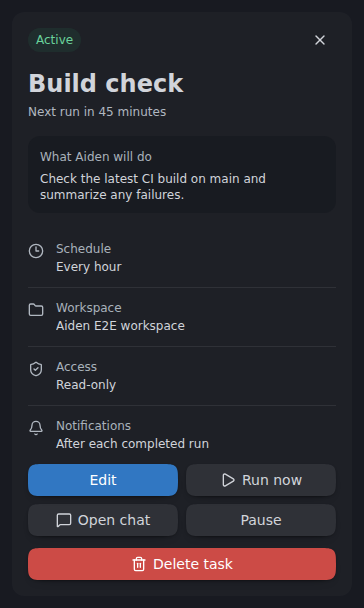 Active
Build check
Next run in 45 minutes
What Aiden will do
Check the latest CI build on main and
summarize any failures.
Schedule
Every hour
Workspace
Aiden E2E workspace
Access
Read-only
Notifications
After each completed run
Edit
Run now
Open chat
Pause
Delete task